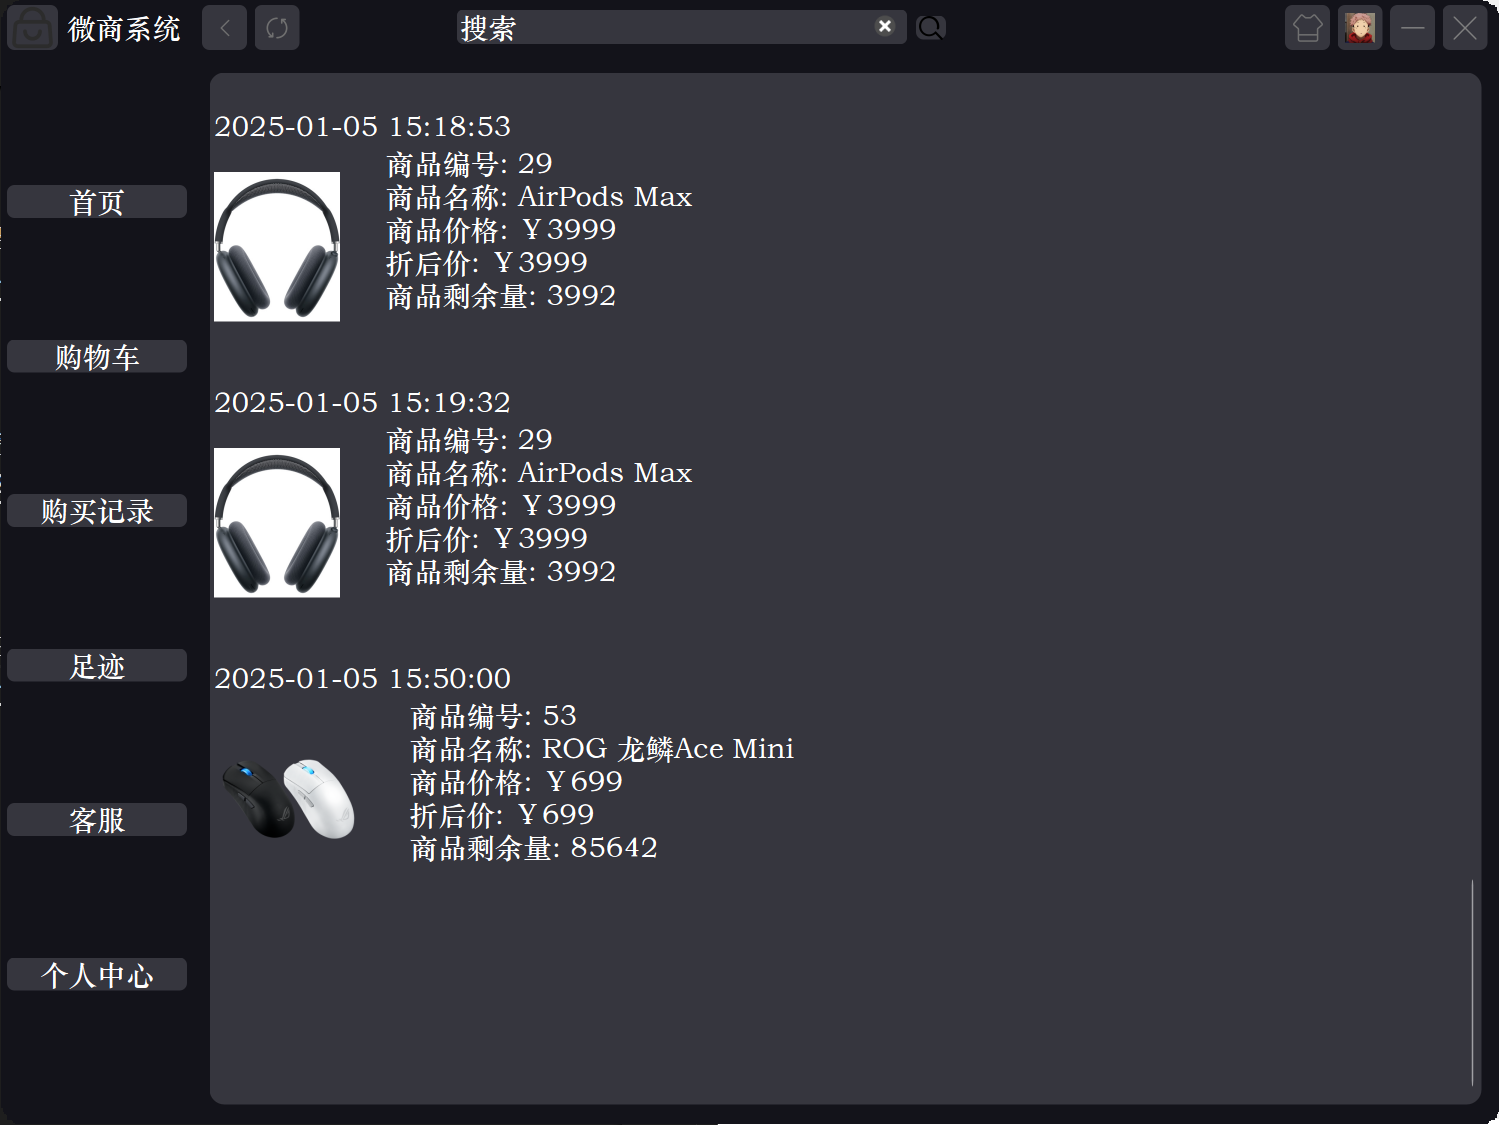 微商系统
搜索
首页
购物车
购买记录
足迹
客服
个人中心
2025-01-05 15:18:53
商品编号: 29
商品名称: AirPods Max
商品价格: ￥3999
折后价: ￥3999
商品剩余量: 3992
2025-01-05 15:19:32
商品编号: 29
商品名称: AirPods Max
商品价格: ￥3999
折后价: ￥3999
商品剩余量: 3992
2025-01-05 15:50:00
商品编号: 53
商品名称: ROG 龙鳞Ace Mini
商品价格: ￥699
折后价: ￥699
商品剩余量: 85642